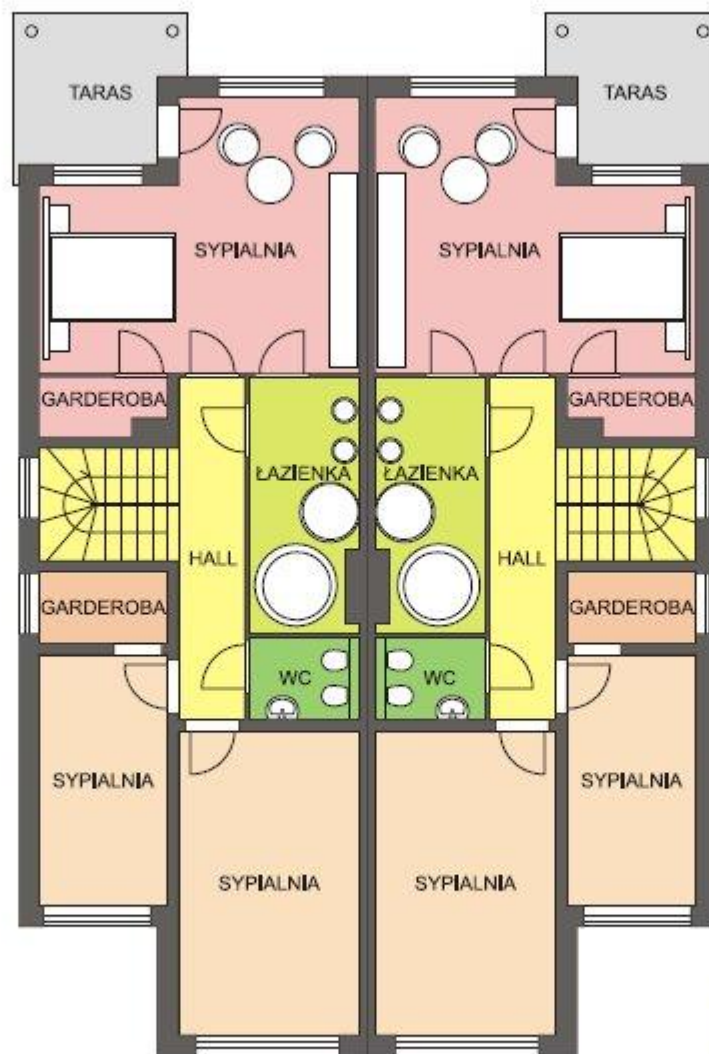 TARAS
TARAS
SYPIALNIA
SYPIALNIA
GARDEROBA
GARDEROBA
ŁAZIENKA
ŁAZIENKA
HALL
HALL
GARDEROBA
GARDEROBA
WC
WC
SYPIALNIA
SYPIALNIA
SYPIALNIA
SYPIALNIA